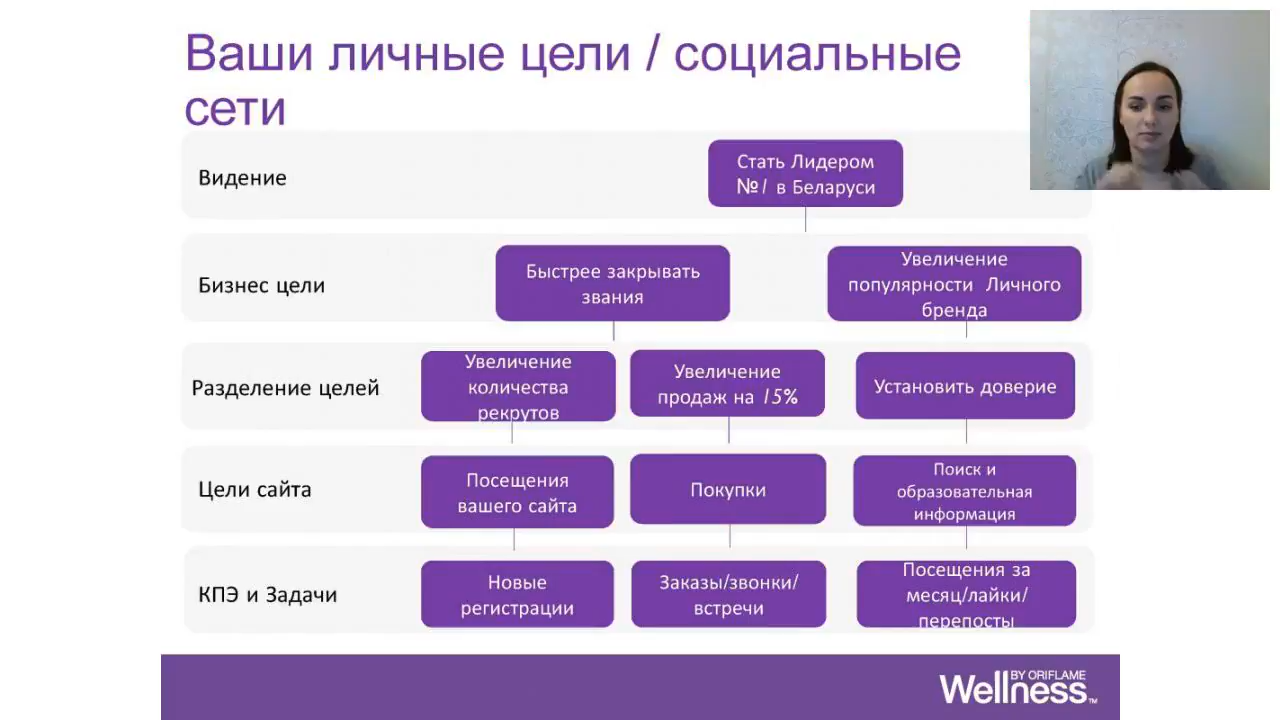 Ваши личные цели / социальные
сети
Видение
Стать Лидером
№1 в Беларуси
Бизнес цели
Быстрее закрывать
звания
Увеличение
популярности Личного
бренда
Разделение целей
Увеличение
количества
рекрутов
Увеличение
продаж на 15%
Установить доверие
Цели сайта
Посещения
вашего сайта
Покупки
Поиск и
образовательная
информация
КПЭ и Задачи
Новые
регистрации
Заказы/звонки/
встречи
Посещения за
месяц/лайки/
перепосты
BY ORIFLAME
Wellness™